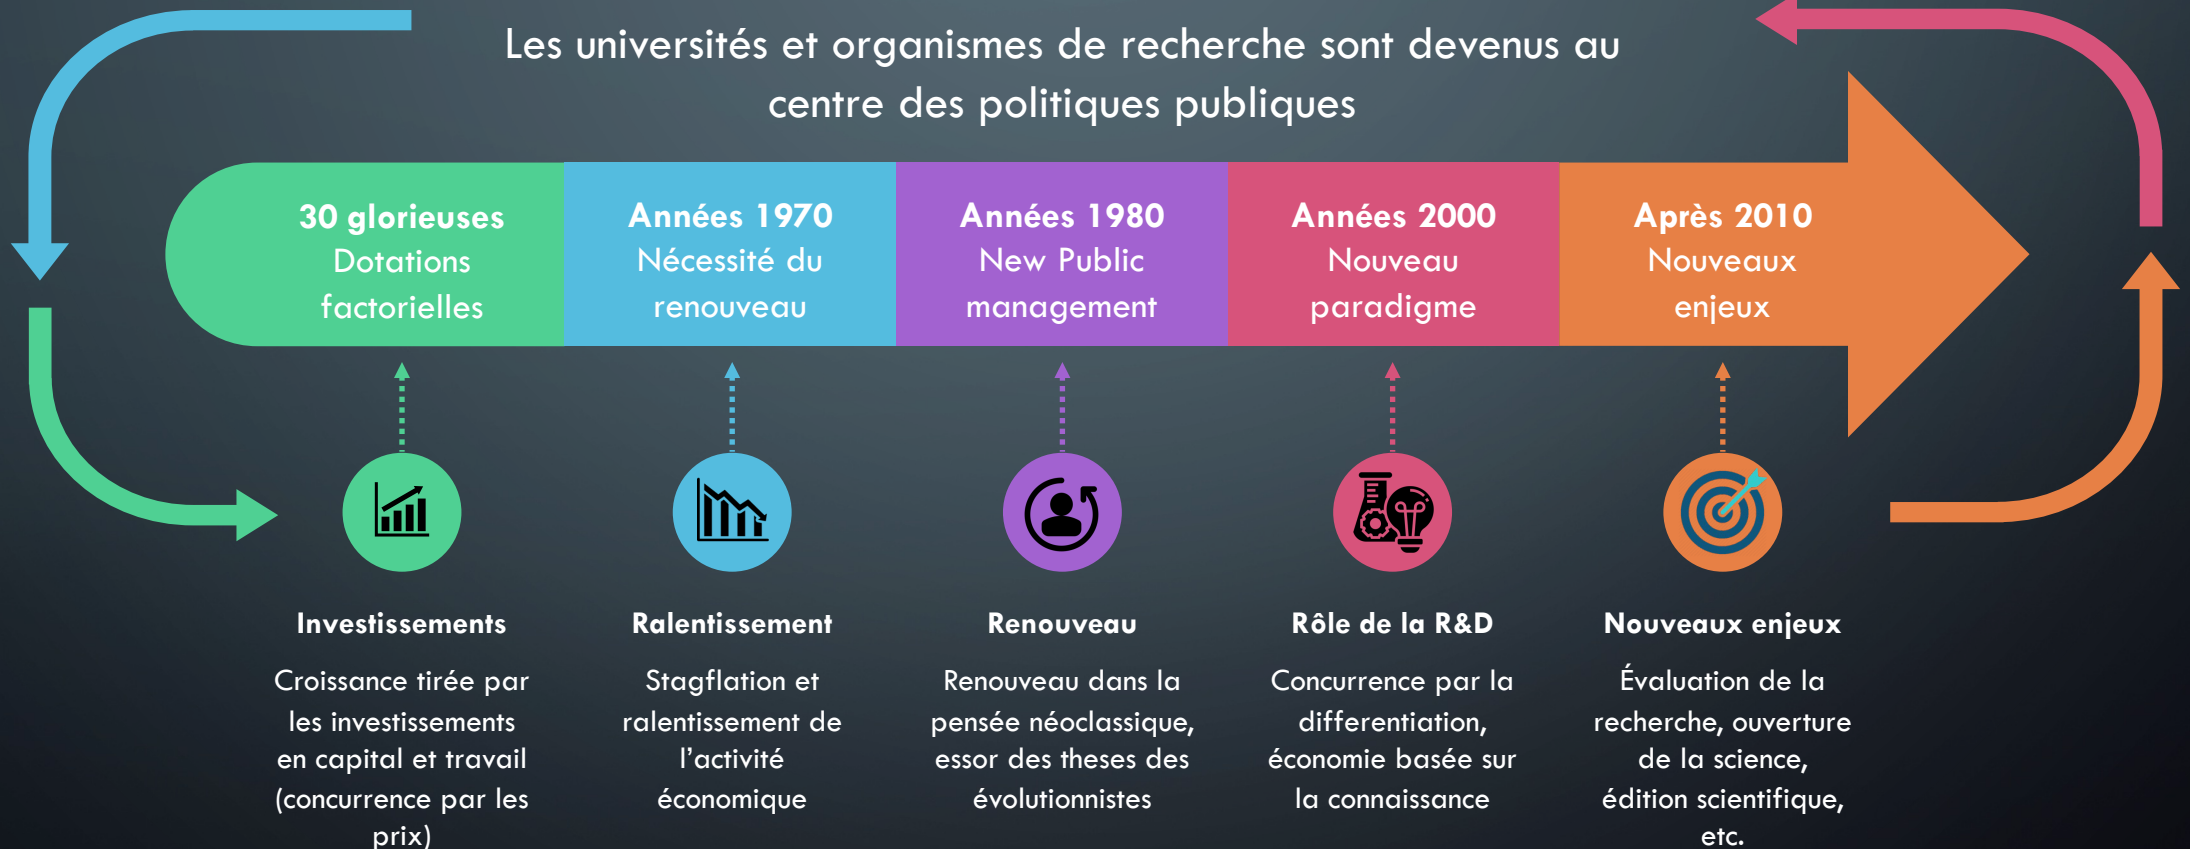 Les universités et organismes de recherche sont devenus au
centre des politiques publiques
30 glorieuses
Dotations
factorielles
Années 1970
Nécessité du
renouveau
Années 1980
New Public
management
Années 2000
Nouveau
paradigme
Après 2010
Nouveaux
enjeux
Investissements
Croissance tirée par
les investissements
en capital et travail
(concurrence par les
prix)
Ralentissement
Stagflation et
ralentissement de
l'activité
économique
Renouveau
Renouveau dans la
pensée néoclassique,
essor des theses des
évolutionnistes
Rôle de la R&D
Concurrence par la
differentiation,
économie basée sur
la connaissance
Nouveaux enjeux
Évaluation de la
recherche, ouverture
de la science,
édition scientifique,
etc.